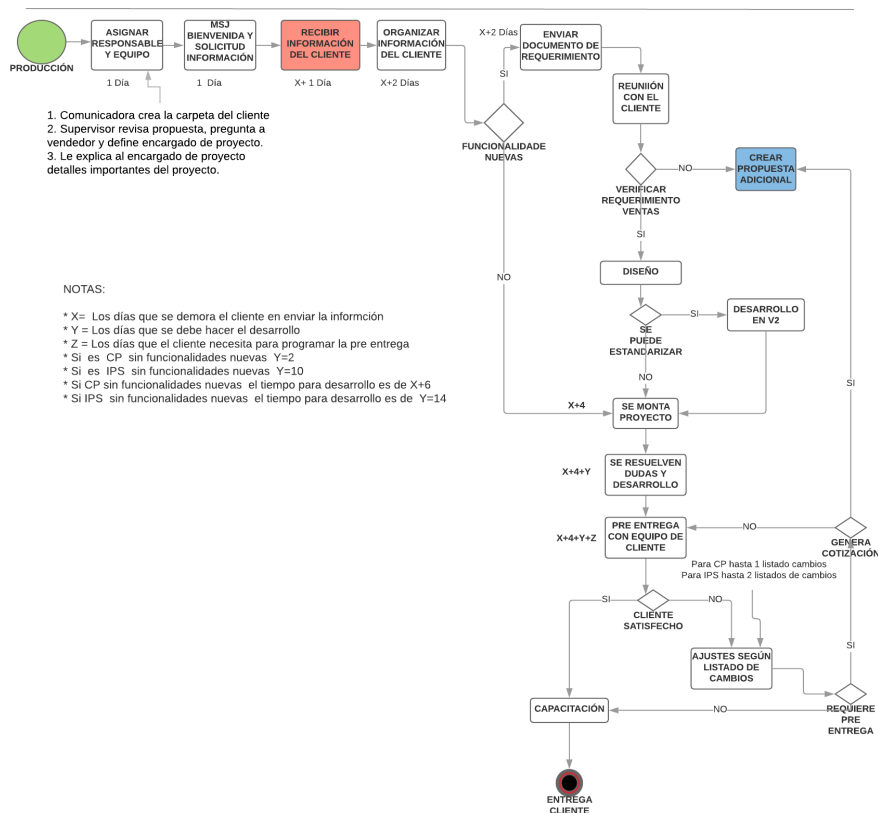 PRODUCCIÓN
ASIGNAR
RESPONSABLE
Y EQUIPO
1 Día
MSJ
BIENVENIDA Y
SOLICITUD
INFORMACIÓN
1 Día
RECIBIR
INFORMACIÓN
DEL CLIENTE
X+ 1 Día
ORGANIZAR
INFORMACIÓN
DEL CLIENTE
X+2 Días
1. Comunicadora crea la carpeta del cliente
2. Supervisor revisa propuesta, pregunta a
vendedor y define encargado de proyecto.
3. Le explica al encargado de proyecto
detalles importantes del proyecto.
FUNCIONALIDADE
NUEVAS
SI
X+2 Días
ENVIAR
DOCUMENTO DE
REQUERIMIENTO
REUNIIÓN
CON EL
CLIENTE
VERIFICAR
REQUERIMIENTO
VENTAS
NO
CREAR
PROPUESTA
ADICIONAL
SI
DISEÑO
NO
SE
PUEDE
ESTANDARIZAR
SI
DESARROLLO
EN V2
NO
NOTAS:
* X= Los días que se demora el cliente en enviar la informción
* Y = Los días que se debe hacer el desarrollo
* Z = Los días que el cliente necesita para programar la pre entrega
* Si es CP sin funcionalidades nuevas Y=2
* Si es IPS sin funcionalidades nuevas Y=10
* Si CP sin funcionalidades nuevas el tiempo para desarrollo es de X+6
* Si IPS sin funcionalidades nuevas el tiempo para desarrollo es de Y=14
X+4
SE MONTA
PROYECTO
SI
X+4+Y
SE RESUELVEN
DUDAS Y
DESARROLLO
X+4+Y+Z
PRE ENTREGA
CON EQUIPO DE
CLIENTE
NO
GENERA
COTIZACIÓN
Para CP hasta 1 listado cambios
Para IPS hasta 2 listados de cambios
SI
CLIENTE
SATISFECHO
NO
AJUSTES SEGÚN
LISTADO DE
CAMBIOS
SI
REQUIERE
PRE
ENTREGA
NO
CAPACITACIÓN
ENTREGA
CLIENTE